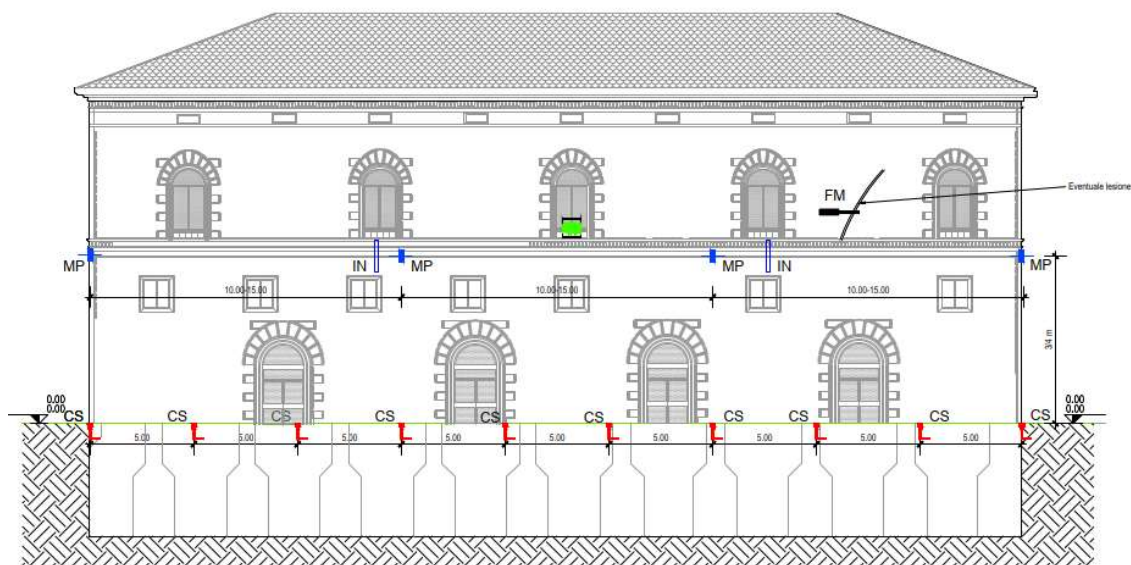 FM
Eventuale lesione
MP IN MP MP IN MP
10.00-15.00 10.00-15.00 10.00-15.00
3/4 m
0.00 0.00
0.00 0.00
CS CS CS CS CS CS CS CS CS CS
5.00 5.00 5.00 5.00 5.00 5.00 5.00 5.00 5.00